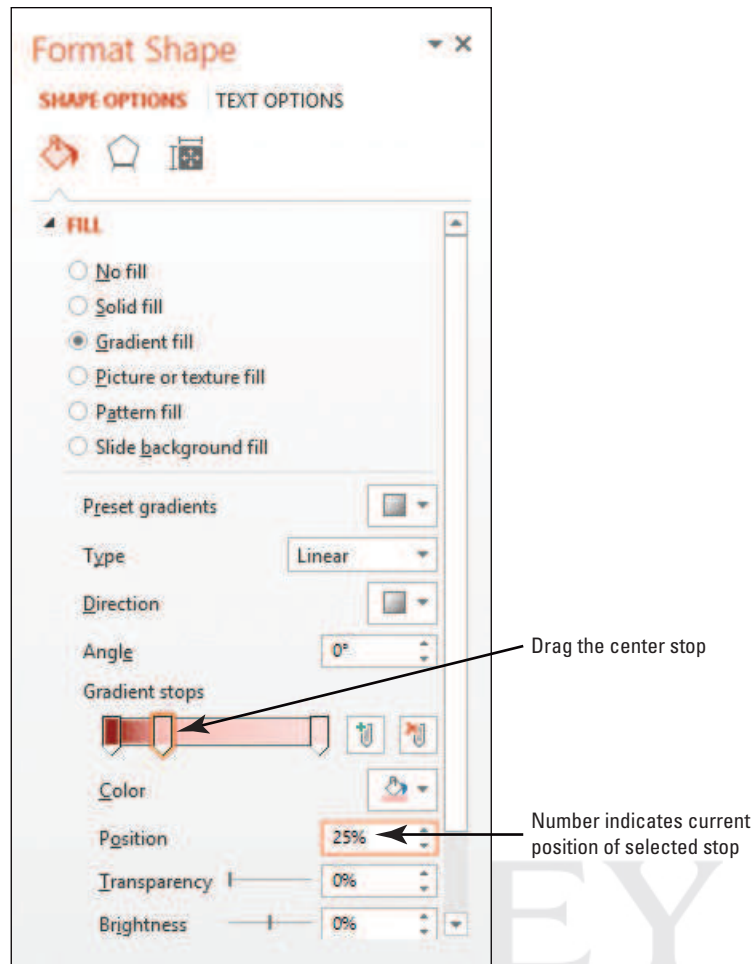 Format Shape
SHAPE OPTIONS TEXT OPTIONS
FILL
No fill
Solid fill
Gradient fill
Picture or texture fill
Pattern fill
Slide background fill
Preset gradients
Type Linear
Direction
Angle 0°
Drag the center stop
Gradient stops
Color
Position 25%
Number indicates current
position of selected stop
Transparency 0%
Brightness 0%
EY